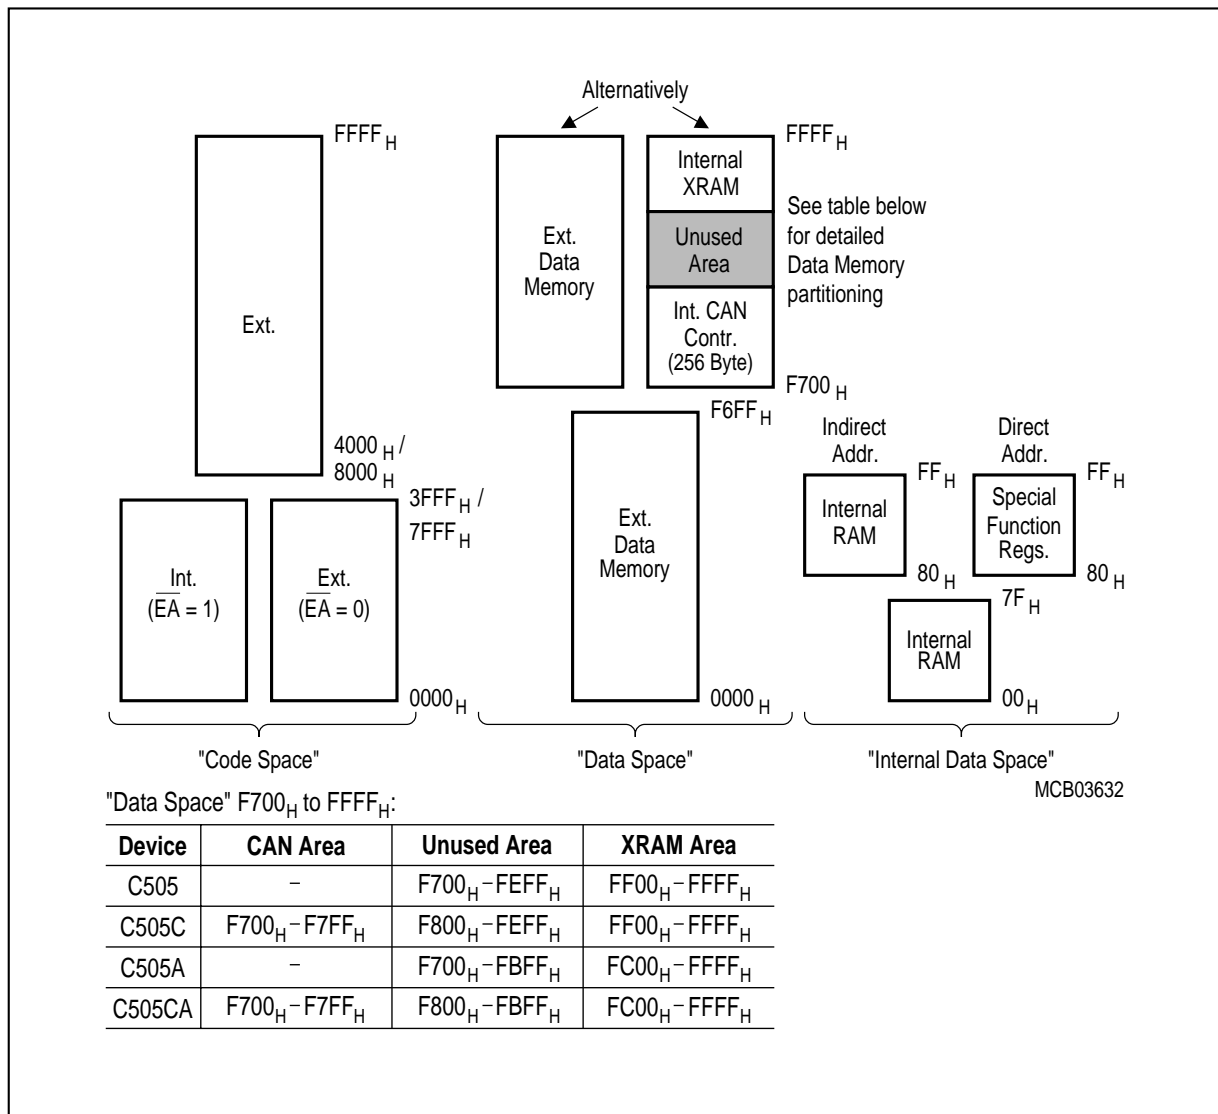 Alternatively
FFFF H
Ext.
4000 H /
8000 H
3FFF H /
7FFF H
Int.
(EA = 1)
Ext.
(EA = 0)
0000 H
"Code Space"
Ext.
Data
Memory
Internal
XRAM
Unused
Area
Int. CAN
Contr.
(256 Byte)
FFFF H
See table below
for detailed
Data Memory
partitioning
F700 H
F6FF H
Ext.
Data
Memory
0000 H
"Data Space"
Indirect
Addr.
Direct
Addr.
Internal
RAM
FF H
80 H
Special
Function
Regs.
FF H
80 H
7F H
Internal
RAM
00 H
"Internal Data Space"
MCB03632
"Data Space" F700H to FFFFH:
Device CAN Area Unused Area XRAM Area
C505 – F700H–FEFFH FF00H–FFFFH
C505C F700H–F7FFH F800H–FEFFH FF00H–FFFFH
C505A – F700H–FBFFH FC00H–FFFFH
C505CA F700H–F7FFH F800H–FBFFH FC00H–FFFFH